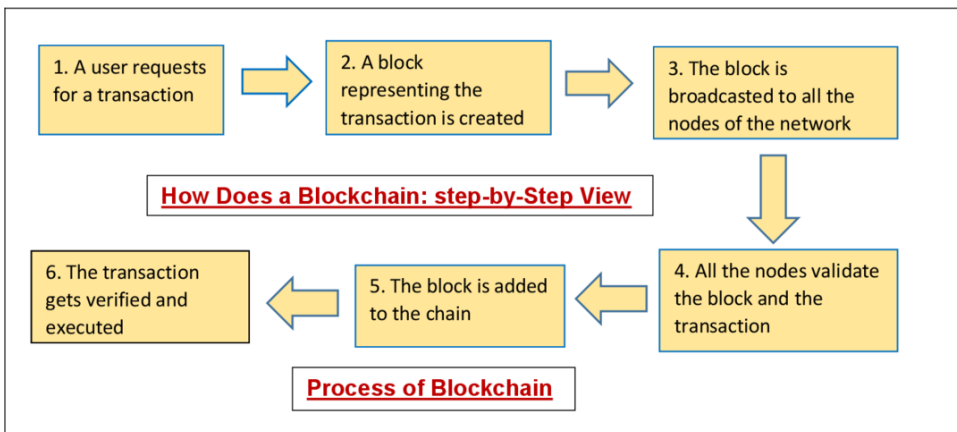 1. A user requests
for a transaction
2. A block
representing the
transaction is created
3. The block is
broadcasted to all the
nodes of the network
How Does a Blockchain: step-by-Step View
4. All the nodes validate
the block and the
transaction
5. The block is added
to the chain
6. The transaction
gets verified and
executed
Process of Blockchain